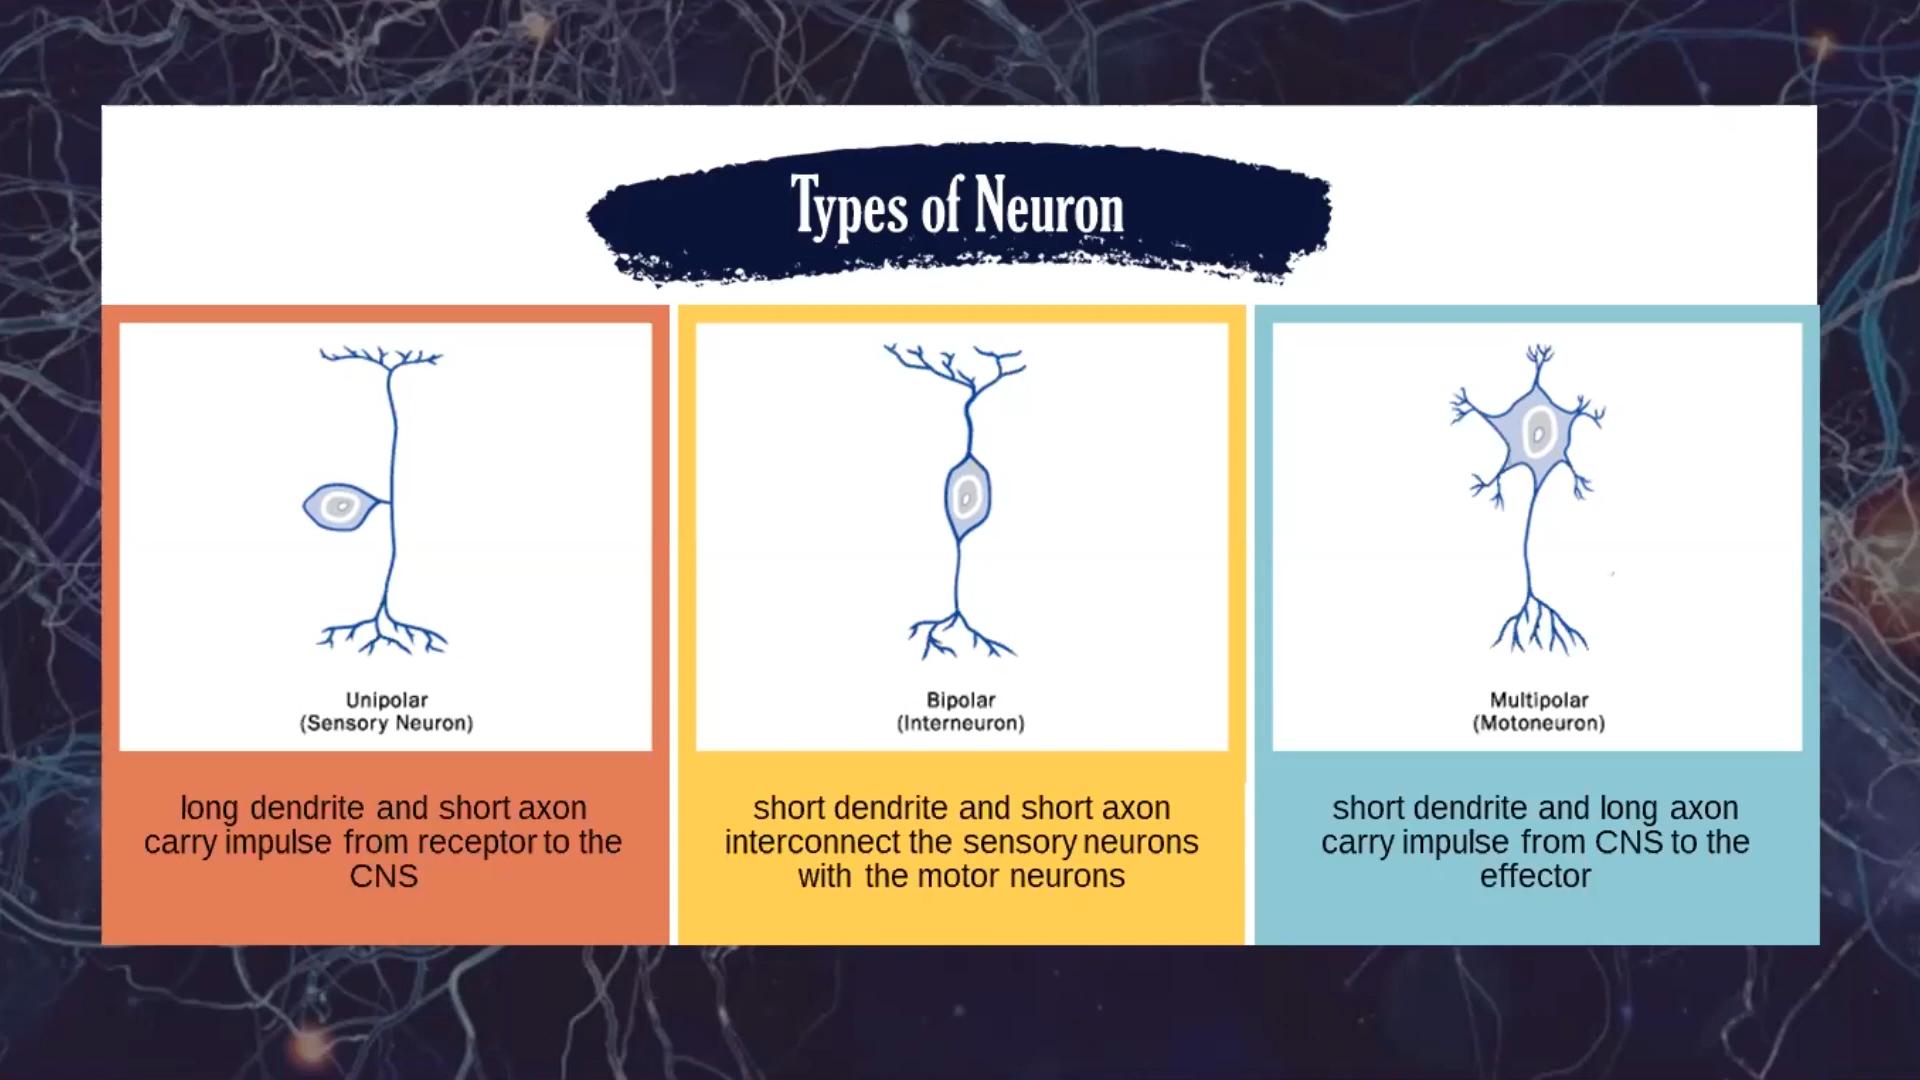 Types of Neuron
Unipolar
(Sensory Neuron)
long dendrite and short axon
carry impulse from receptor to the
CNS
Bipolar
(Interneuron)
short dendrite and short axon
interconnect the sensory neurons
with the motor neurons
Multipolar
(Motoneuron)
short dendrite and long axon
carry impulse from CNS to the
effector